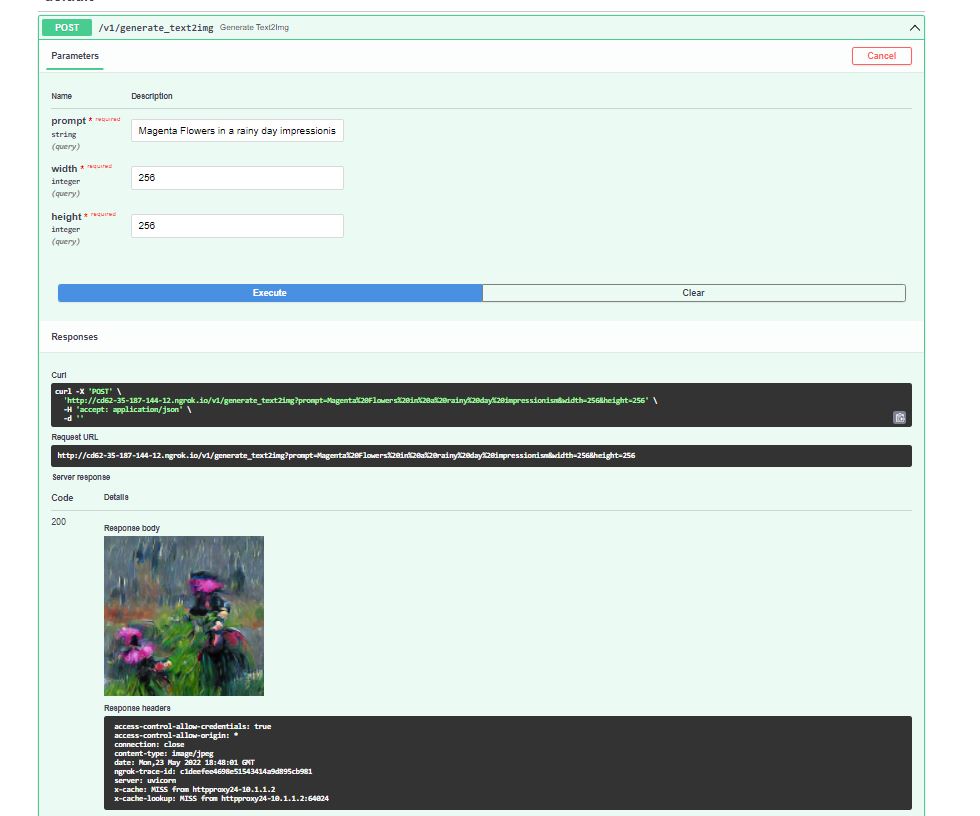 POST /v1/generate_text2img Generate Text2Img
Parameters
Cancel
Name Description
prompt * required
string
(query)
Magenta Flowers in a rainy day impressionis
width * required
integer
(query)
256
height * required
integer
(query)
256
Execute Clear
Responses
Curl
curl -X 'POST' \
'http://cd62-35-187-144-12.ngrok.io/v1/generate_text2img?prompt=Magenta%20Flowers%20in%20a%20rainy%20day%20impressionism&width=256&height=256' \
-H 'accept: application/json' \
-d ''
Request URL
http://cd62-35-187-144-12.ngrok.io/v1/generate_text2img?prompt=Magenta%20Flowers%20in%20a%20rainy%20day%20impressionism&width=256&height=256
Server response
Code Details
200
Response body
Response headers
access-control-allow-credentials: true
access-control-allow-origin: *
connection: close
content-type: image/jpeg
date: Mon,23 May 2022 18:48:01 GMT
ngrok-trace-id: c1deefee4698e51543414a9d895cb981
server: uvicorn
x-cache: MISS from httpproxy24-10.1.1.2
x-cache-lookup: MISS from httpproxy24-10.1.1.2:64024